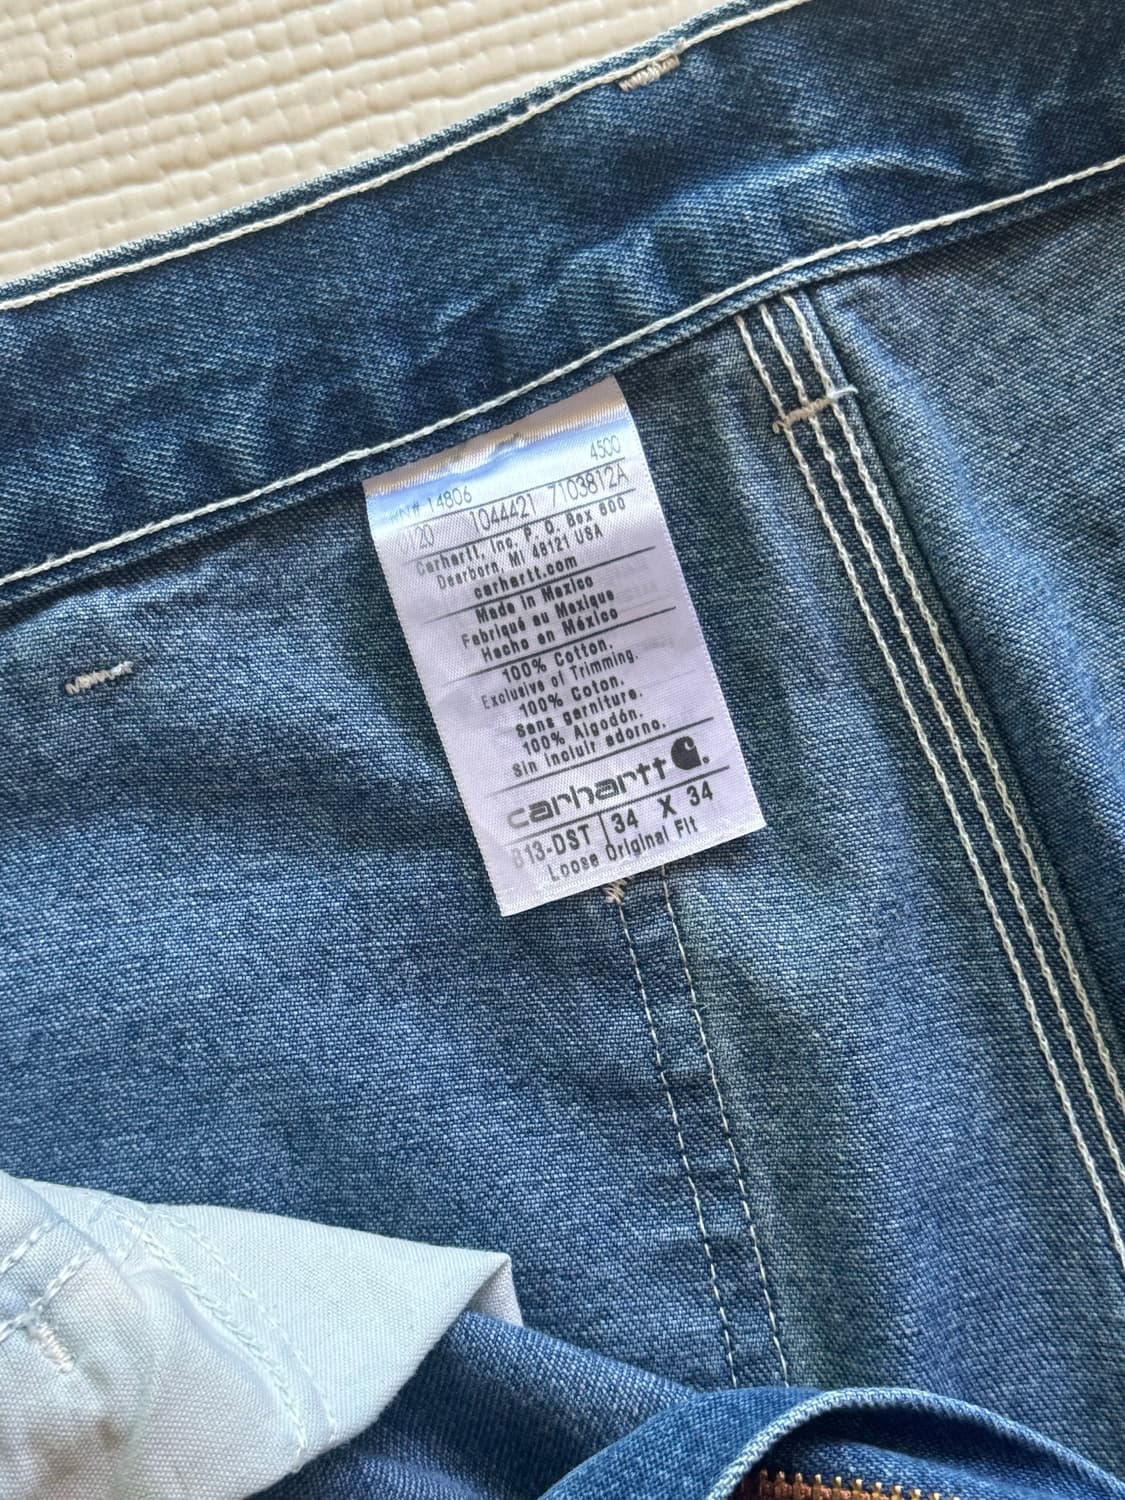 4500
RN# 14806
0120 1044421 7103812A
Carhartt, Inc. P. O. Box 600
Dearborn, MI 48121 USA
carhartt.com
Made in Mexico
Fabriqué au Mexique
Hecho en México
100% Cotton.
Exclusive of Trimming.
100% Coton.
Sans garniture.
100% Algodón.
Sin incluir adorno.
carhartt
B13-DST 34 X 34
Loose Original Fit